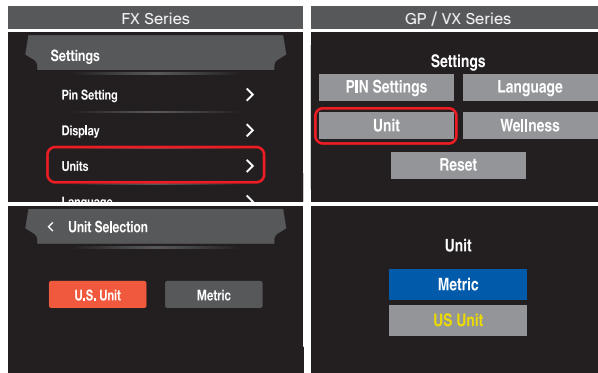 FX Series
Settings
Pin Setting
Display
Units
Language
< Unit Selection
U.S. Unit Metric
GP / VX Series
Settings
PIN Settings Language
Unit Wellness
Reset
Unit
Metric
US Unit